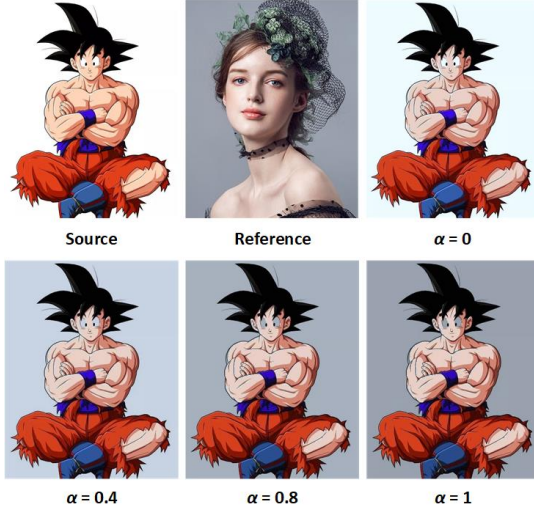 Source
Reference
α = 0
α = 0.4
α = 0.8
α = 1